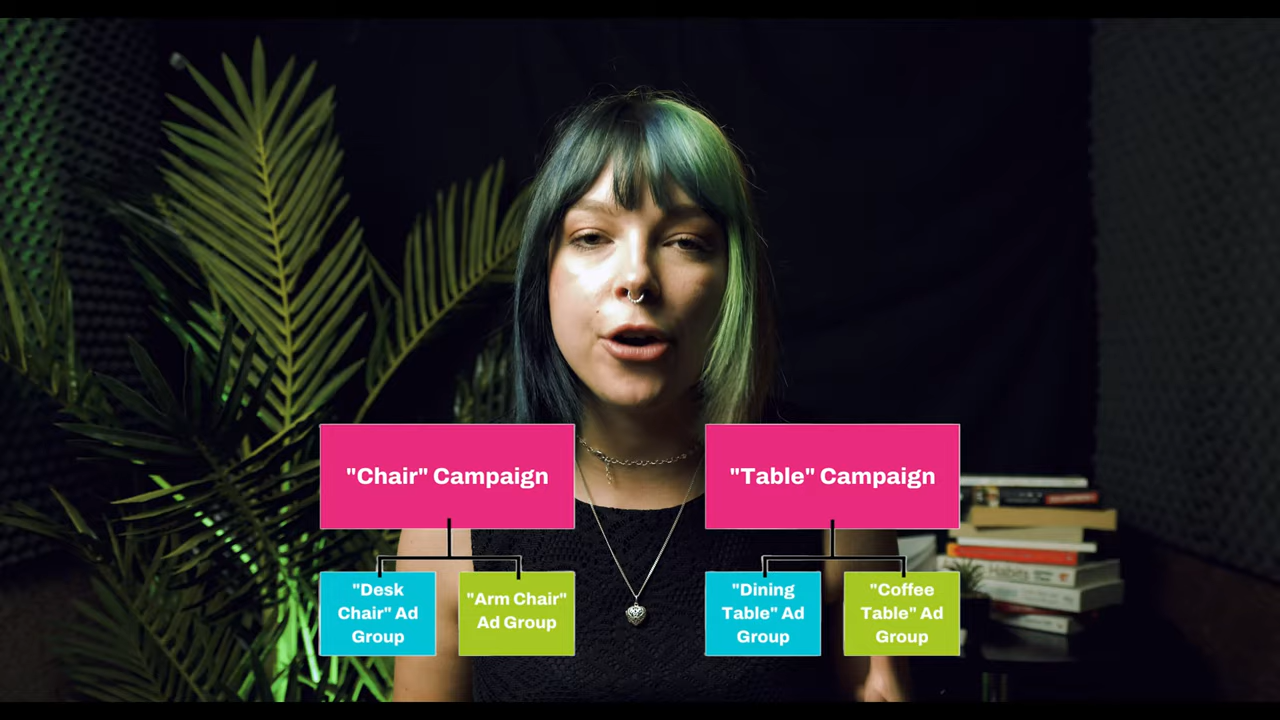 "Chair" Campaign
"Table" Campaign
"Desk
Chair" Ad
Group
"Arm Chair"
Ad Group
"Dining
Table" Ad
Group
"Coffee
Table" Ad
Group
Habits